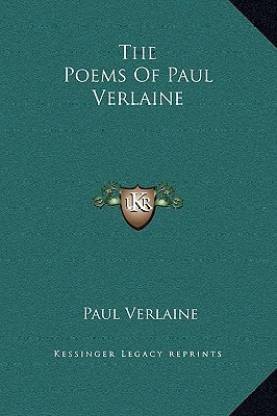 The
Poems Of Paul
Verlaine
KR
Paul Verlaine
Kessinger Legacy reprints